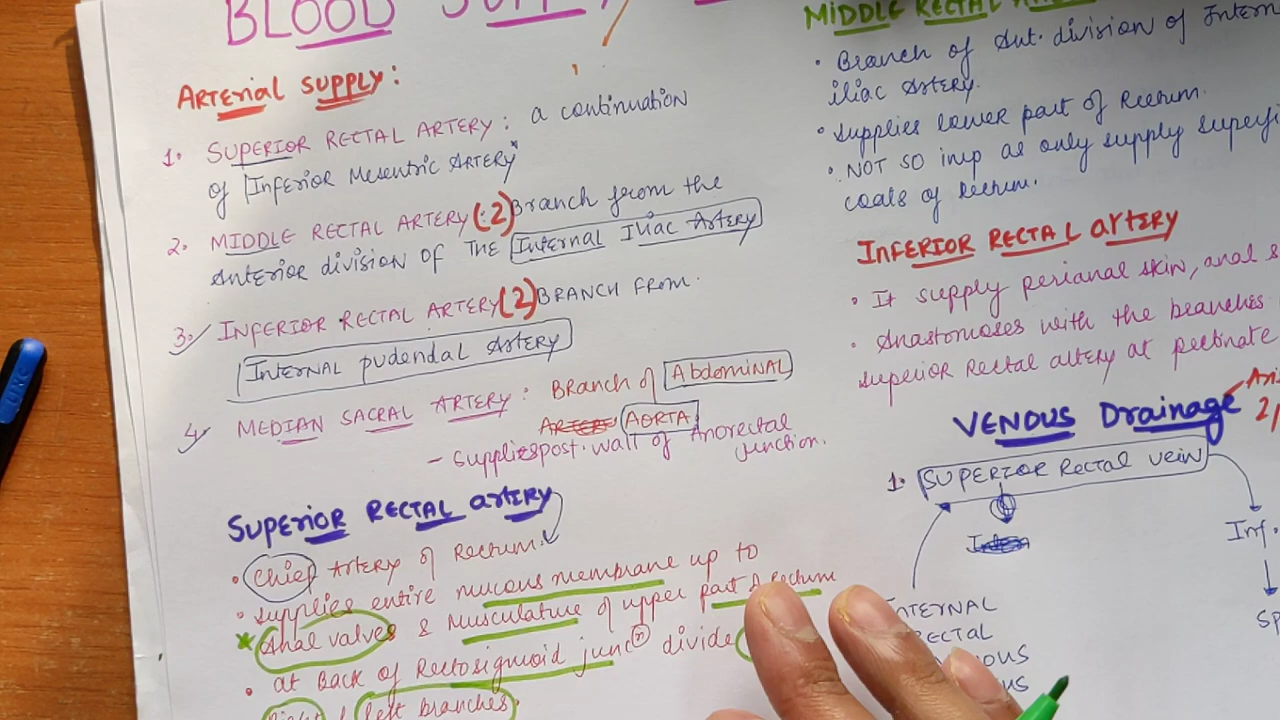 BLOOD SUPPLY
ARTErial SUPPLY:
1. SUPERIOR RECTAL ARTERY: a continuation
of Inferior Mesentric ARTERY*
2. MIDDLE RECTAL ARTERY (2) Branch from the
Anterior division of THE Internal Iliac Artery
3. INFERIOR RECTAL ARTERY (2) BRANCH FROM.
Internal pudendal Artery
4. MEDIAN SACRAL ARTERY: Branch of Abdominal
AORTA
- supplies post. wall of Anorectal
junction.
Superior Rectal artery
• Chief Artery of Rectum.
• supplies entire mucous membrane up to
* Anal valves & Musculature of upper part of Rectum
• at Back of Rectosigmoid juncⁿ divide
left branches
MIDDLE RECTAL
• Branch of Ant. division of Intern
iliac Artery.
• supplies lower part of Rectum.
• NOT SO imp as only supply superfi
coats of Rectum.
INFERIOR RECTAL artery
• It supply perianal skin, anal s
• Anastomoses with the branches
superior Rectal artery at pectinate
VENOUS Drainage
1. SUPERIOR Rectal vein
Inf.
Sp
INTERNAL
RECTAL